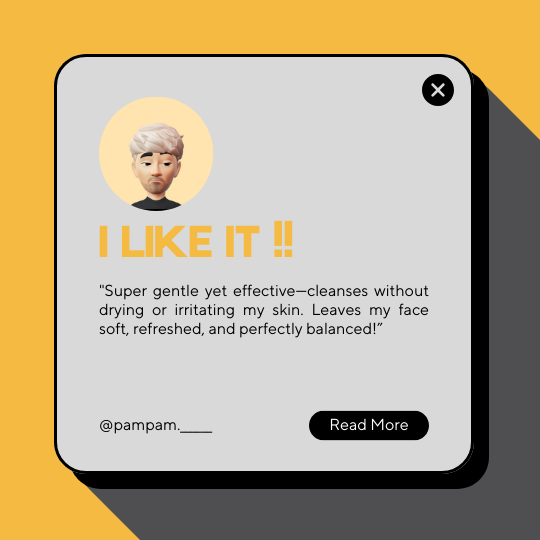 I LIKE IT !!
"Super gentle yet effective—cleanses without
drying or irritating my skin. Leaves my face
soft, refreshed, and perfectly balanced!”
@pampam.____
Read More